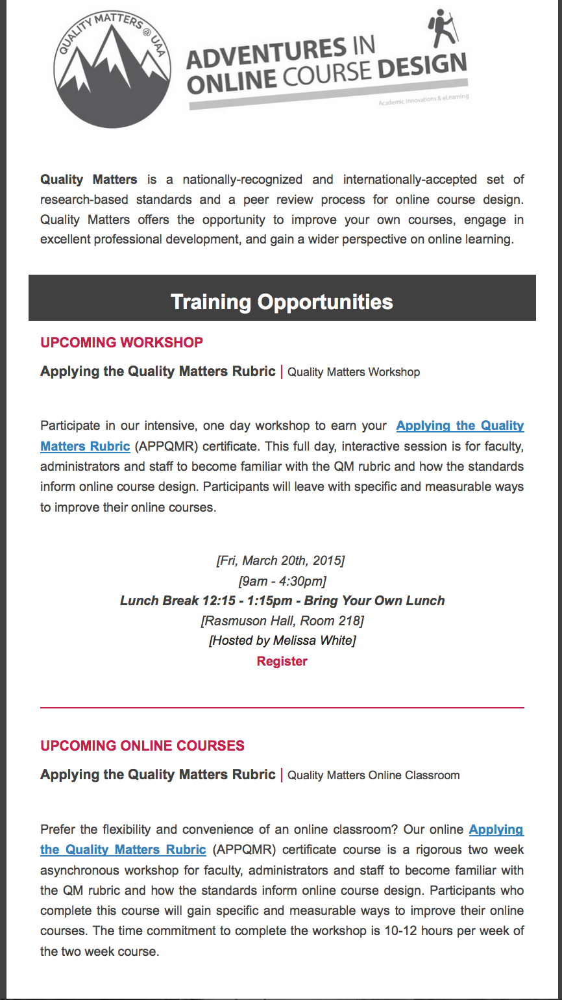 QUALITY MATTERS @ UAA
ADVENTURES IN
ONLINE COURSE DESIGN
Academic Innovations & eLearning
Quality Matters is a nationally-recognized and internationally-accepted set of
research-based standards and a peer review process for online course design.
Quality Matters offers the opportunity to improve your own courses, engage in
excellent professional development, and gain a wider perspective on online learning.
Training Opportunities
UPCOMING WORKSHOP
Applying the Quality Matters Rubric | Quality Matters Workshop
Participate in our intensive, one day workshop to earn your Applying the Quality
Matters Rubric (APPQMR) certificate. This full day, interactive session is for faculty,
administrators and staff to become familiar with the QM rubric and how the standards
inform online course design. Participants will leave with specific and measurable ways
to improve their online courses.
[Fri, March 20th, 2015]
[9am - 4:30pm]
Lunch Break 12:15 - 1:15pm - Bring Your Own Lunch
[Rasmuson Hall, Room 218]
[Hosted by Melissa White]
Register
UPCOMING ONLINE COURSES
Applying the Quality Matters Rubric | Quality Matters Online Classroom
Prefer the flexibility and convenience of an online classroom? Our online Applying
the Quality Matters Rubric (APPQMR) certificate course is a rigorous two week
asynchronous workshop for faculty, administrators and staff to become familiar with
the QM rubric and how the standards inform online course design. Participants who
complete this course will gain specific and measurable ways to improve their online
courses. The time commitment to complete the workshop is 10-12 hours per week of
the two week course.